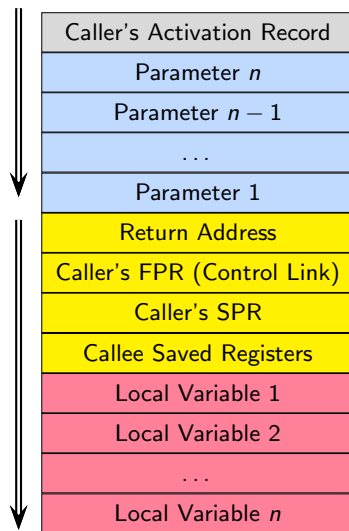 Caller's Activation Record
Parameter n
Parameter n − 1
. . .
Parameter 1
Return Address
Caller's FPR (Control Link)
Caller's SPR
Callee Saved Registers
Local Variable 1
Local Variable 2
. . .
Local Variable n